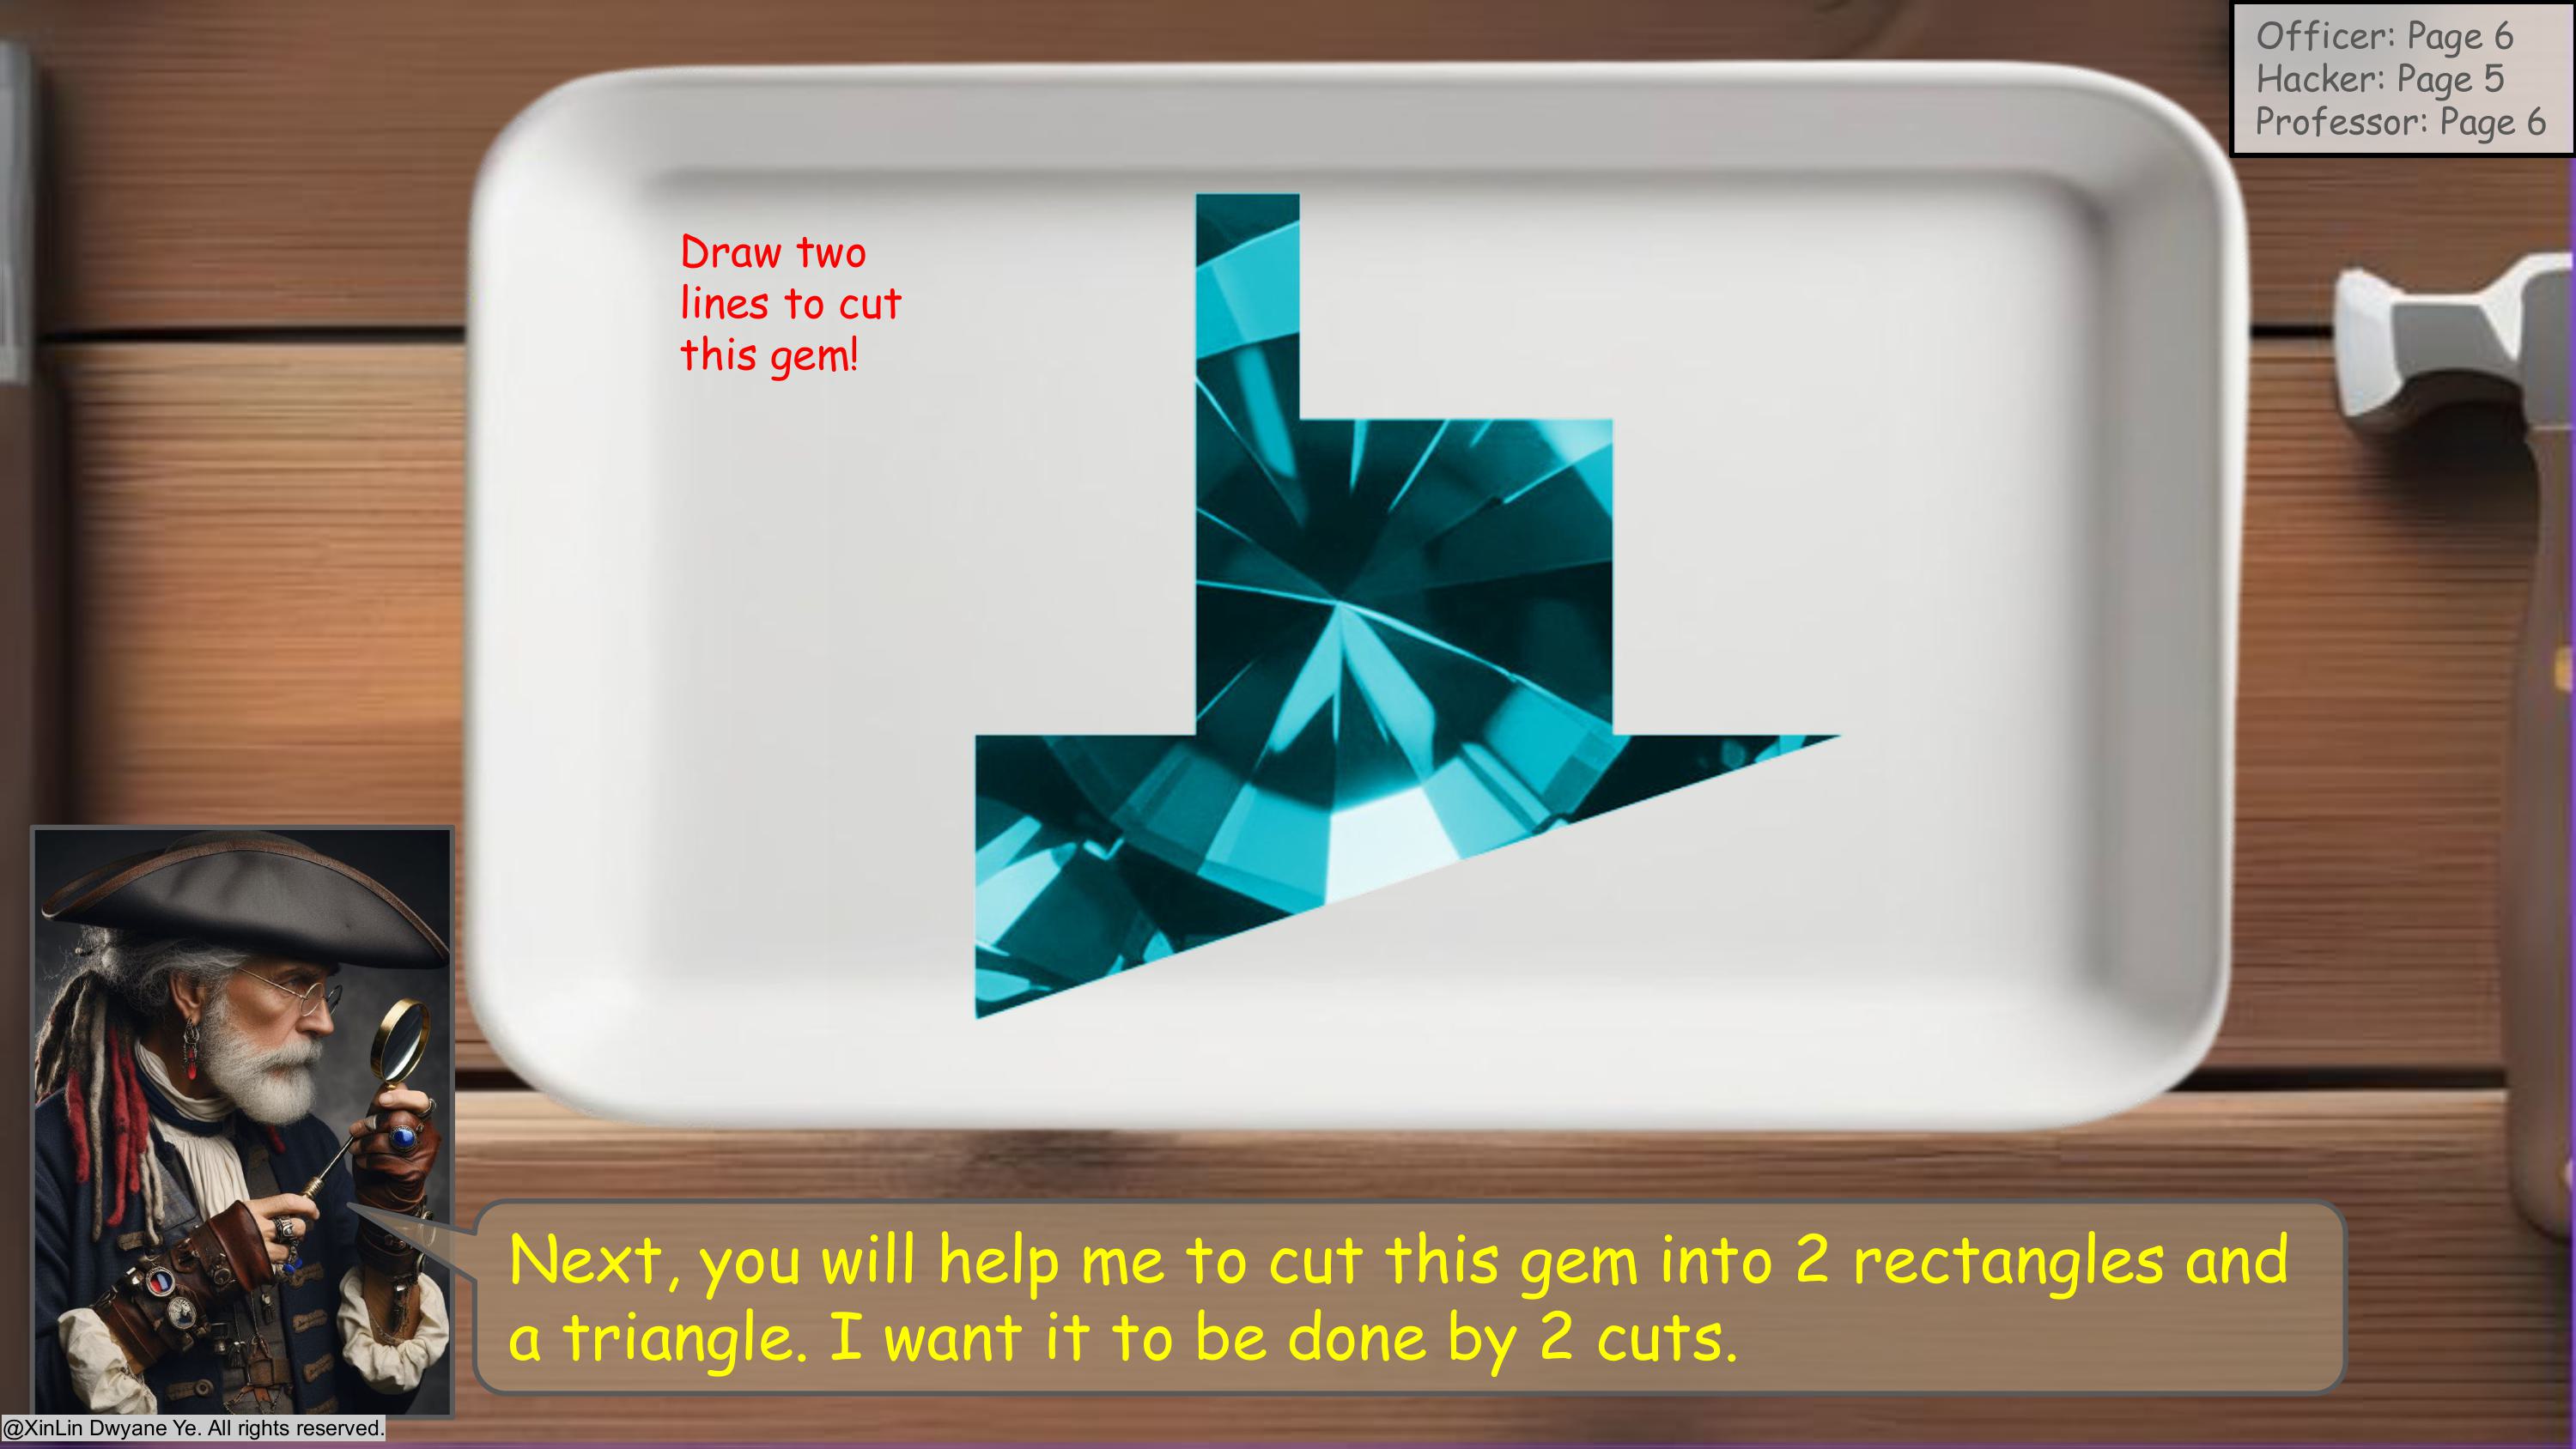 Officer: Page 6
Hacker: Page 5
Professor: Page 6
Draw two
lines to cut
this gem!
Next, you will help me to cut this gem into 2 rectangles and
a triangle. I want it to be done by 2 cuts.
@XinLin Dwyane Ye. All rights reserved.